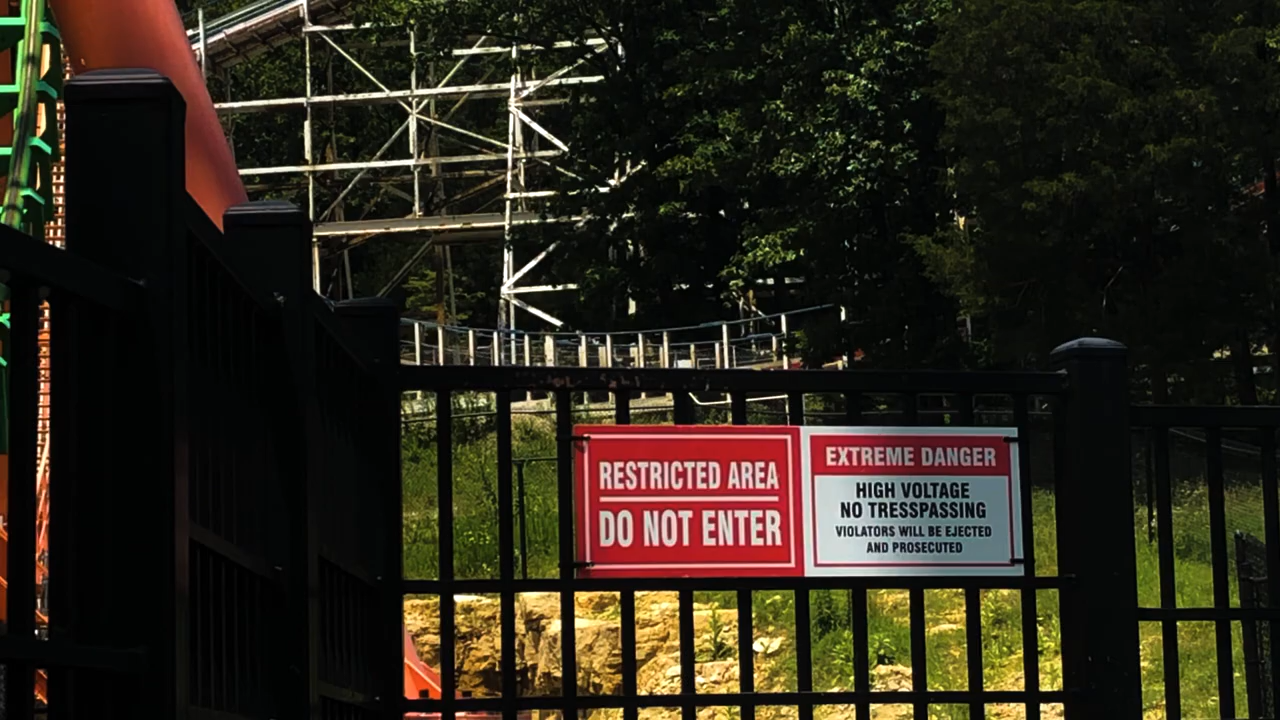 RESTRICTED AREA
DO NOT ENTER
EXTREME DANGER
HIGH VOLTAGE
NO TRESSPASSING
VIOLATORS WILL BE EJECTED
AND PROSECUTED